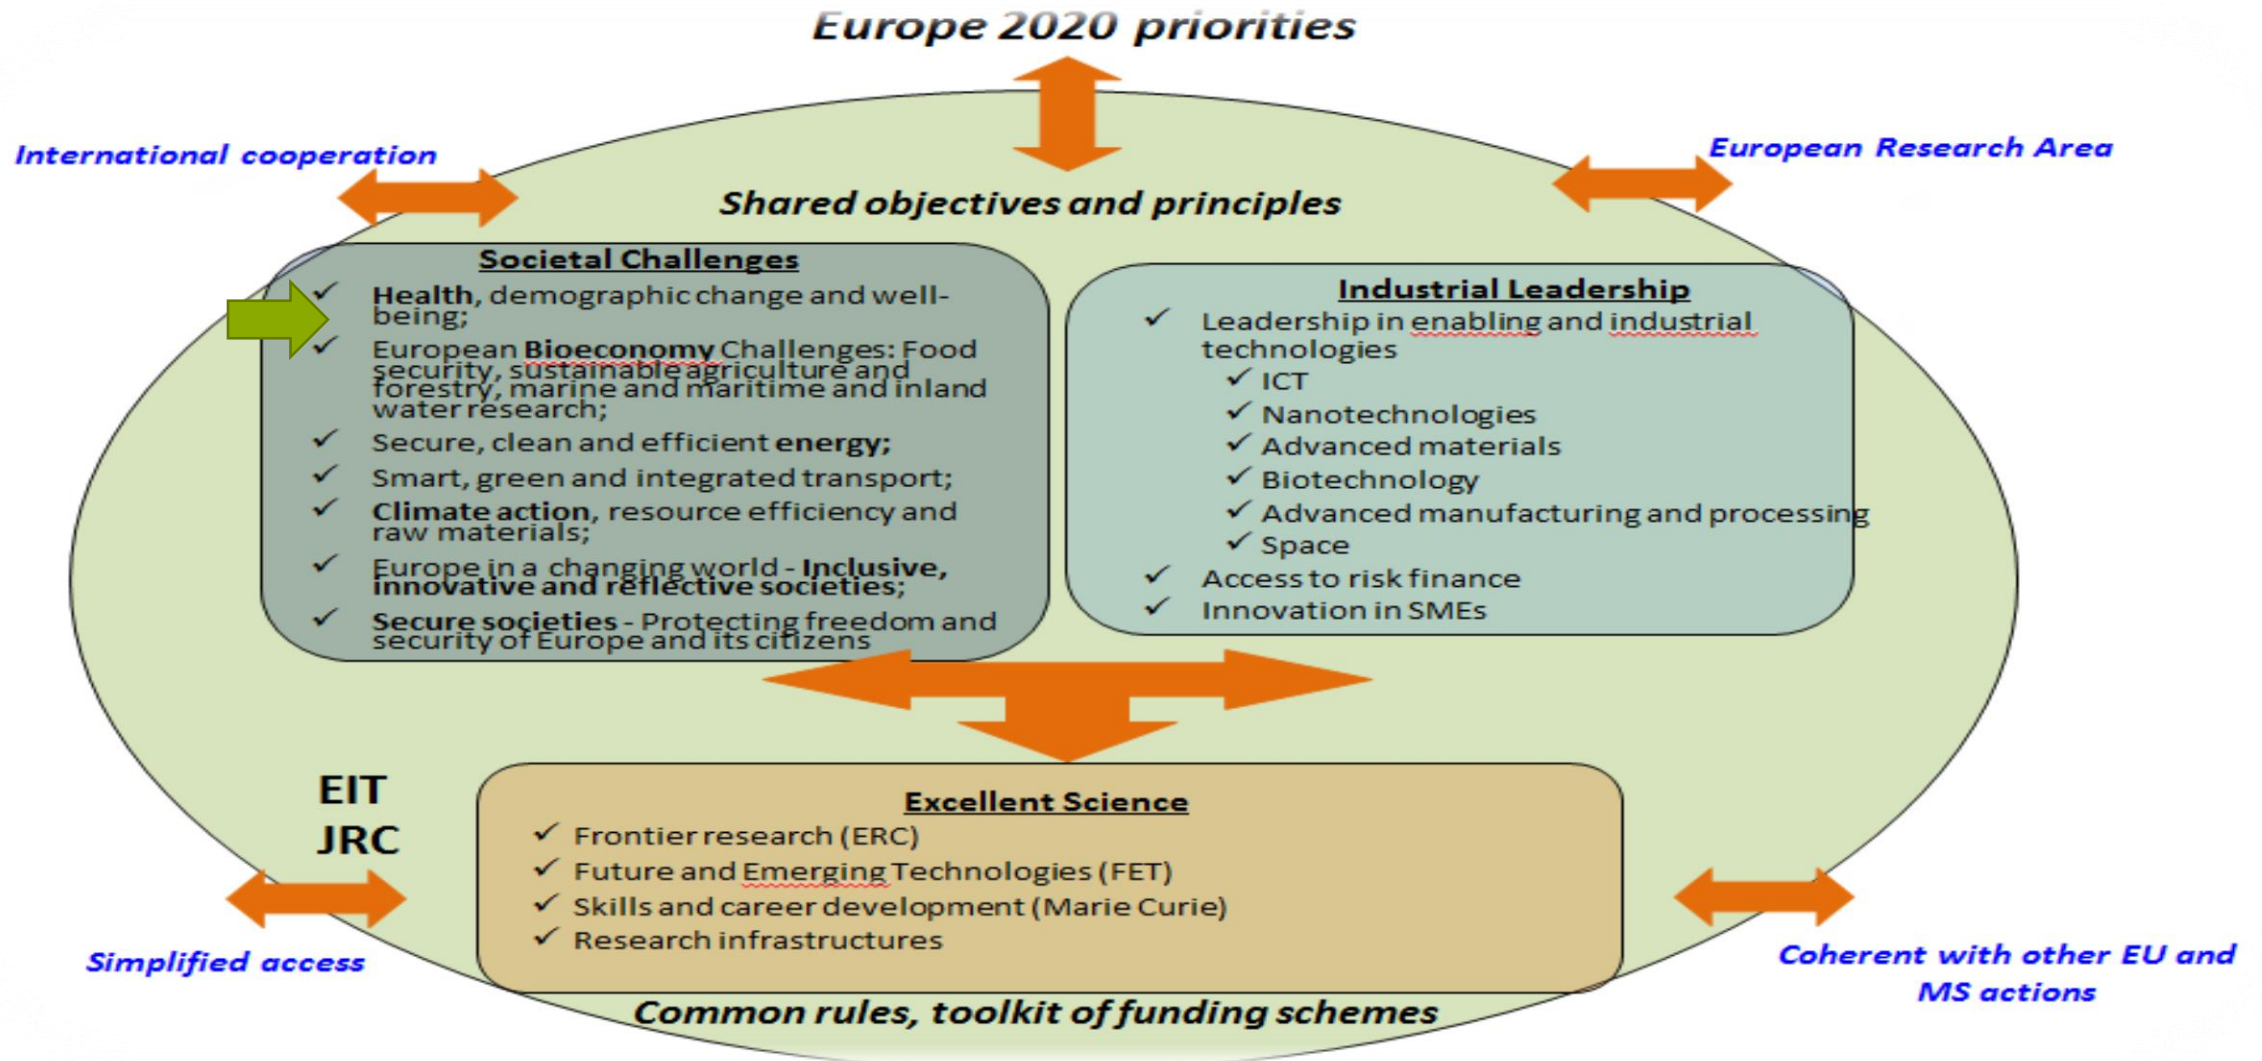 Europe 2020 priorities
International cooperation
European Research Area
Shared objectives and principles
Societal Challenges
✓ Health, demographic change and well-
being;
✓ European Bioeconomy Challenges: Food
security, sustainable agriculture and
forestry, marine and maritime and inland
water research;
✓ Secure, clean and efficient energy;
✓ Smart, green and integrated transport;
✓ Climate action, resource efficiency and
raw materials;
✓ Europe in a changing world - Inclusive,
innovative and reflective societies;
✓ Secure societies - Protecting freedom and
security of Europe and its citizens
Industrial Leadership
✓ Leadership in enabling and industrial
technologies
✓ ICT
✓ Nanotechnologies
✓ Advanced materials
✓ Biotechnology
✓ Advanced manufacturing and processing
✓ Space
✓ Access to risk finance
✓ Innovation in SMEs
EIT
JRC
Excellent Science
✓ Frontier research (ERC)
✓ Future and Emerging Technologies (FET)
✓ Skills and career development (Marie Curie)
✓ Research infrastructures
Simplified access
Coherent with other EU and
MS actions
Common rules, toolkit of funding schemes